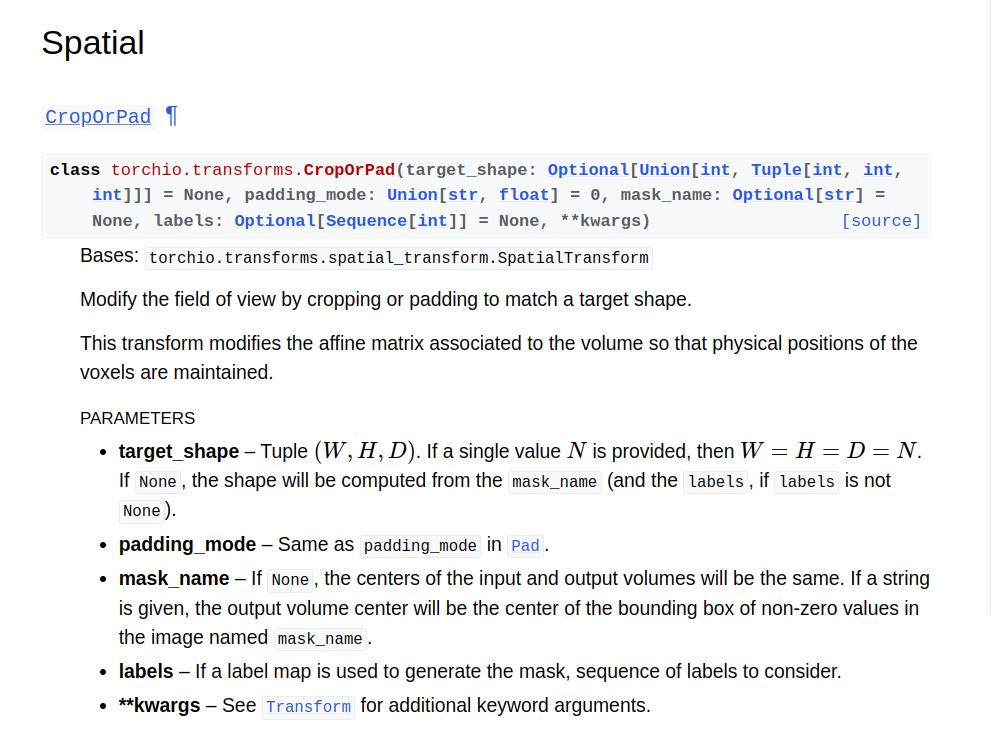 Spatial
CropOrPad ¶
class torchio.transforms.CropOrPad(target_shape: Optional[Union[int, Tuple[int, int,
int]]] = None, padding_mode: Union[str, float] = 0, mask_name: Optional[str] =
None, labels: Optional[Sequence[int]] = None, **kwargs) [source]
Bases: torchio.transforms.spatial_transform.SpatialTransform
Modify the field of view by cropping or padding to match a target shape.
This transform modifies the affine matrix associated to the volume so that physical positions of the
voxels are maintained.
PARAMETERS
• target_shape – Tuple (W, H, D). If a single value N is provided, then W = H = D = N.
If None, the shape will be computed from the mask_name (and the labels, if labels is not
None).
• padding_mode – Same as padding_mode in Pad.
• mask_name – If None, the centers of the input and output volumes will be the same. If a string
is given, the output volume center will be the center of the bounding box of non-zero values in
the image named mask_name.
• labels – If a label map is used to generate the mask, sequence of labels to consider.
• **kwargs – See Transform for additional keyword arguments.